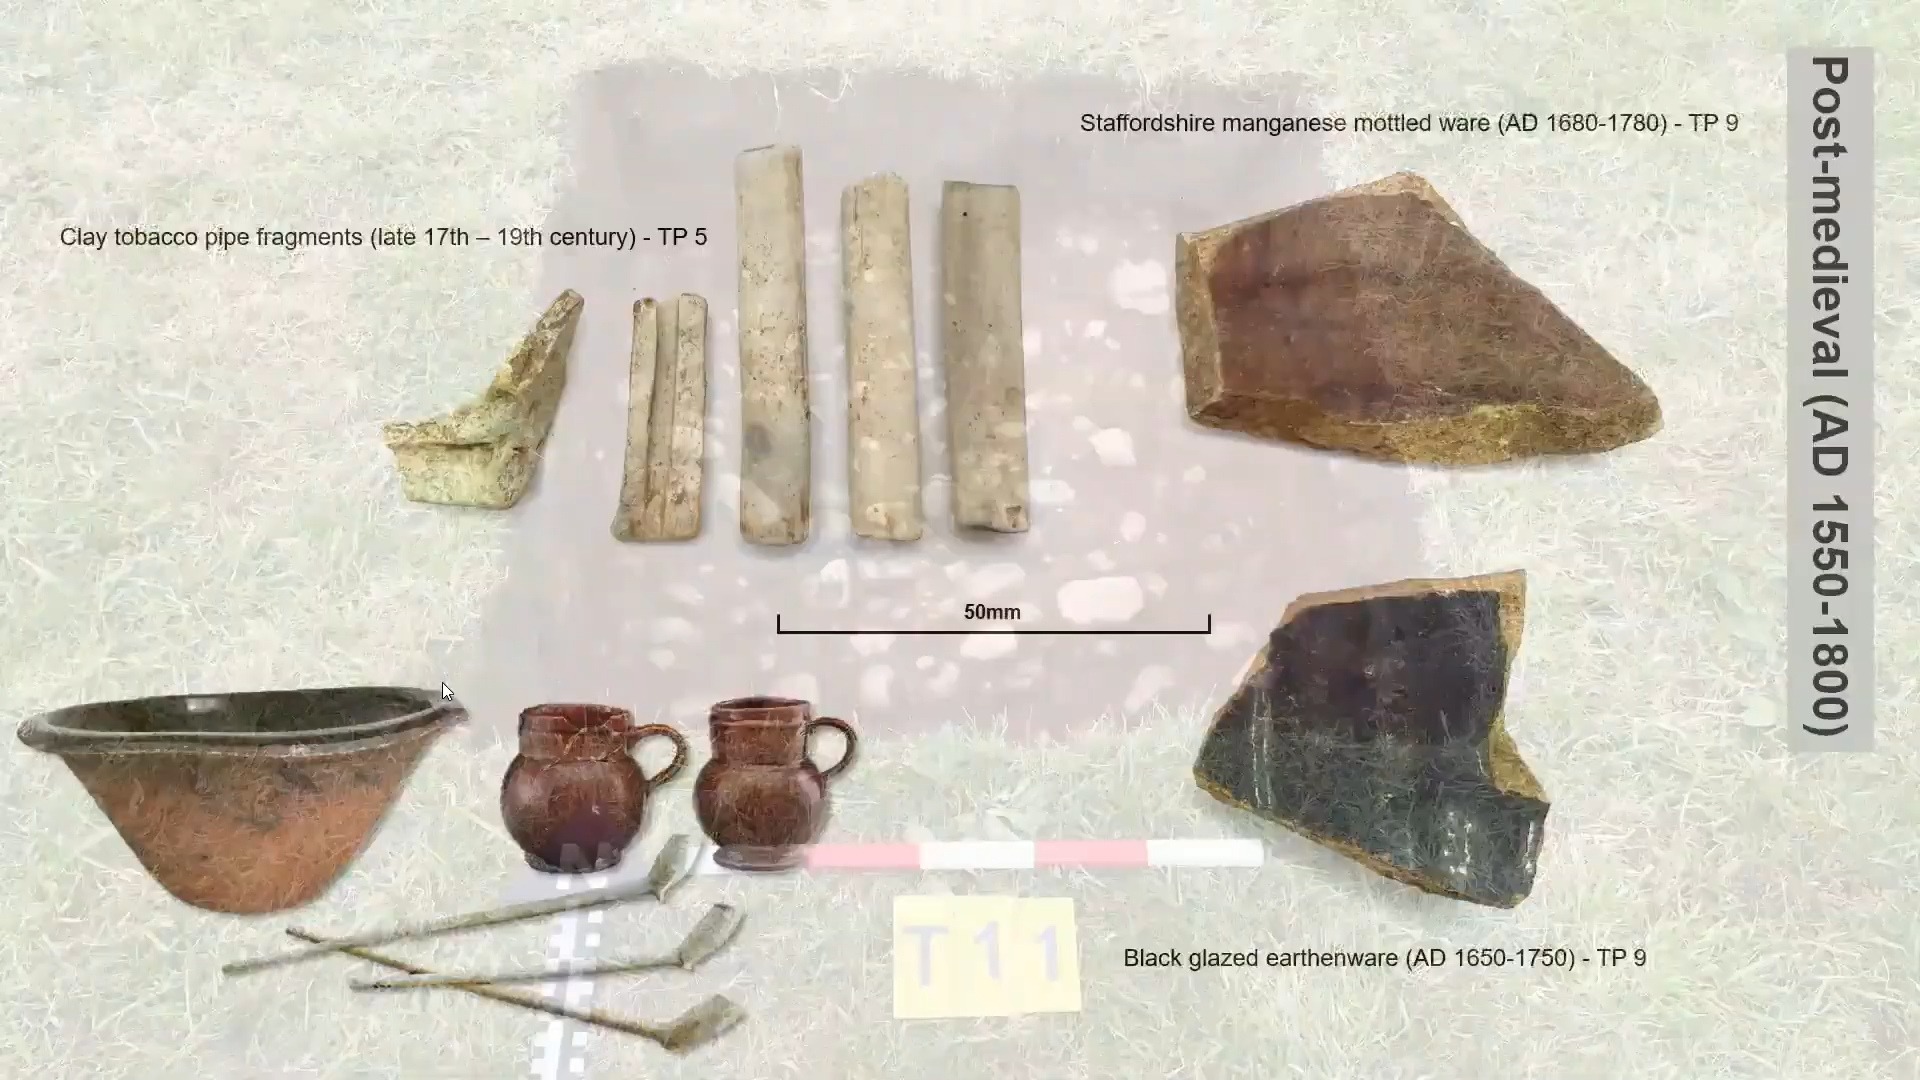 Staffordshire manganese mottled ware (AD 1680-1780) - TP 9
Clay tobacco pipe fragments (late 17th – 19th century) - TP 5
50mm
Black glazed earthenware (AD 1650-1750) - TP 9
Post-medieval (AD 1550-1800)
N
T11